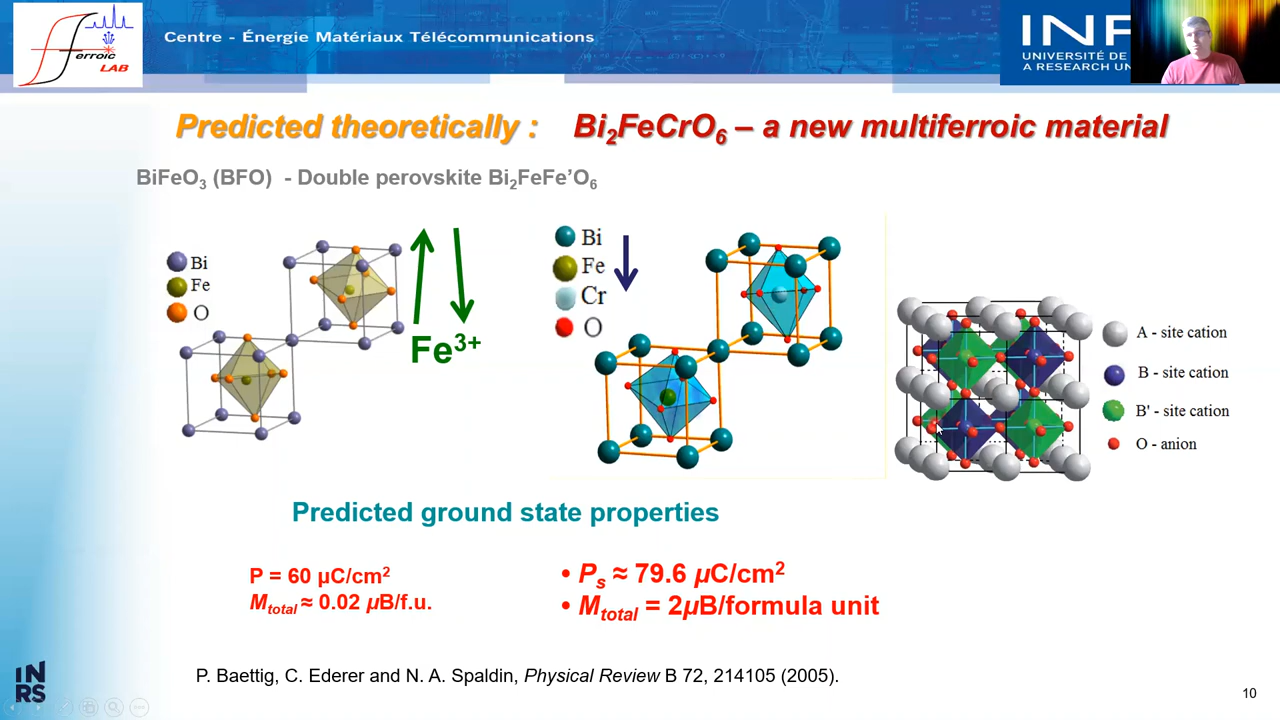 erroic
LAB
Centre - Énergie Matériaux Télécommunications
UNIVERSITÉ DE
A RESEARCH UN
Predicted theoretically : Bi₂FeCrO₆ – a new multiferroic material
BiFeO₃ (BFO) - Double perovskite Bi₂FeFe’O₆
Bi
Fe
O
Fe³⁺
Bi
Fe
Cr
O
A - site cation
B - site cation
B' - site cation
O - anion
Predicted ground state properties
P = 60 µC/cm²
Mtotal ≈ 0.02 µB/f.u.
• Ps ≈ 79.6 µC/cm²
• Mtotal = 2µB/formula unit
P. Baettig, C. Ederer and N. A. Spaldin, Physical Review B 72, 214105 (2005).
IN
RS
10